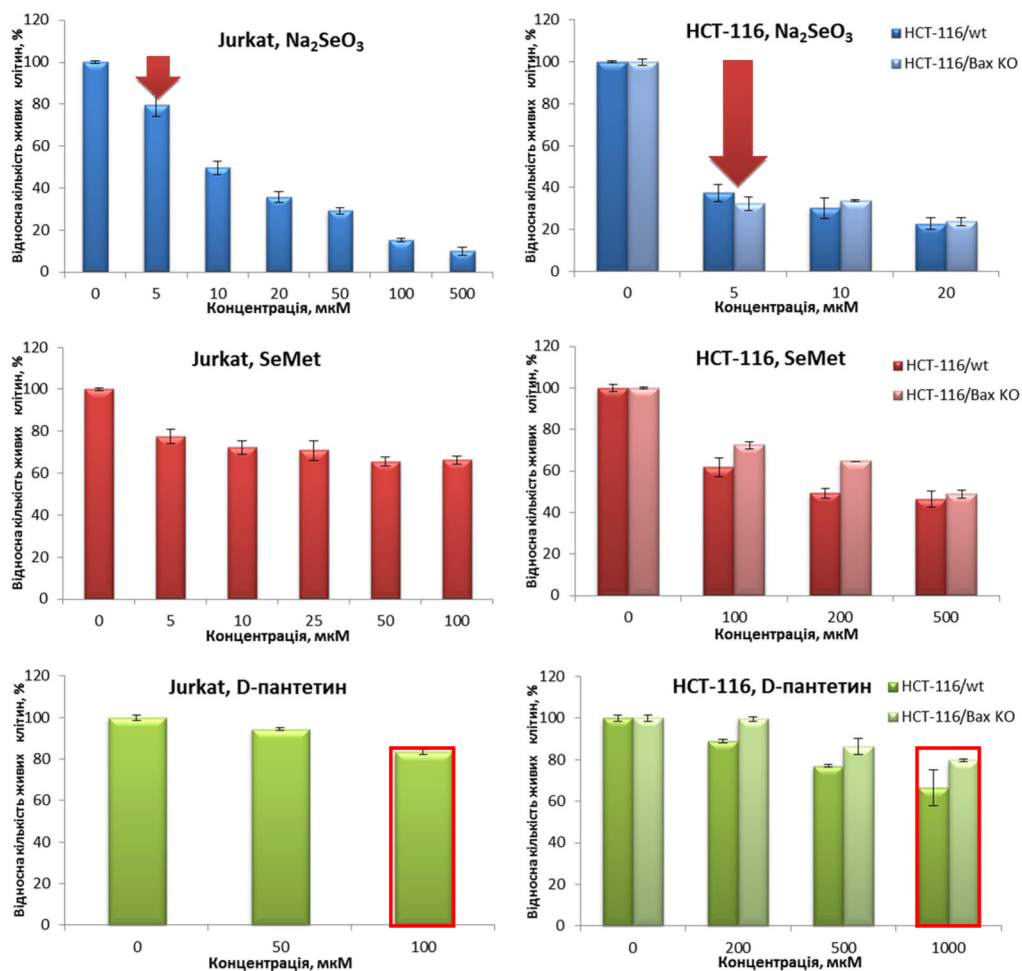 Jurkat, Na₂SeO₃
Відносна кількість живих клітин, %
120
100
80
60
40
20
0
0 5 10 20 50 100 500
Концентрація, мкМ
HCT-116, Na₂SeO₃
HCT-116/wt
HCT-116/Bax KO
Відносна кількість живих клітин, %
120
100
80
60
40
20
0
0 5 10 20
Концентрація, мкМ
Jurkat, SeMet
Відносна кількість живих клітин, %
120
100
80
60
40
20
0
0 5 10 25 50 100
Концентрація, мкМ
HCT-116, SeMet
HCT-116/wt
HCT-116/Bax KO
Відносна кількість живих клітин, %
120
100
80
60
40
20
0
0 100 200 500
Концентрація, мкМ
Jurkat, D-пантетин
Відносна кількість живих клітин, %
120
100
80
60
40
20
0
0 50 100
Концентрація, мкМ
HCT-116, D-пантетин
HCT-116/wt
HCT-116/Bax KO
Відносна кількість живих клітин, %
120
100
80
60
40
20
0
0 200 500 1000
Концентрація, мкМ